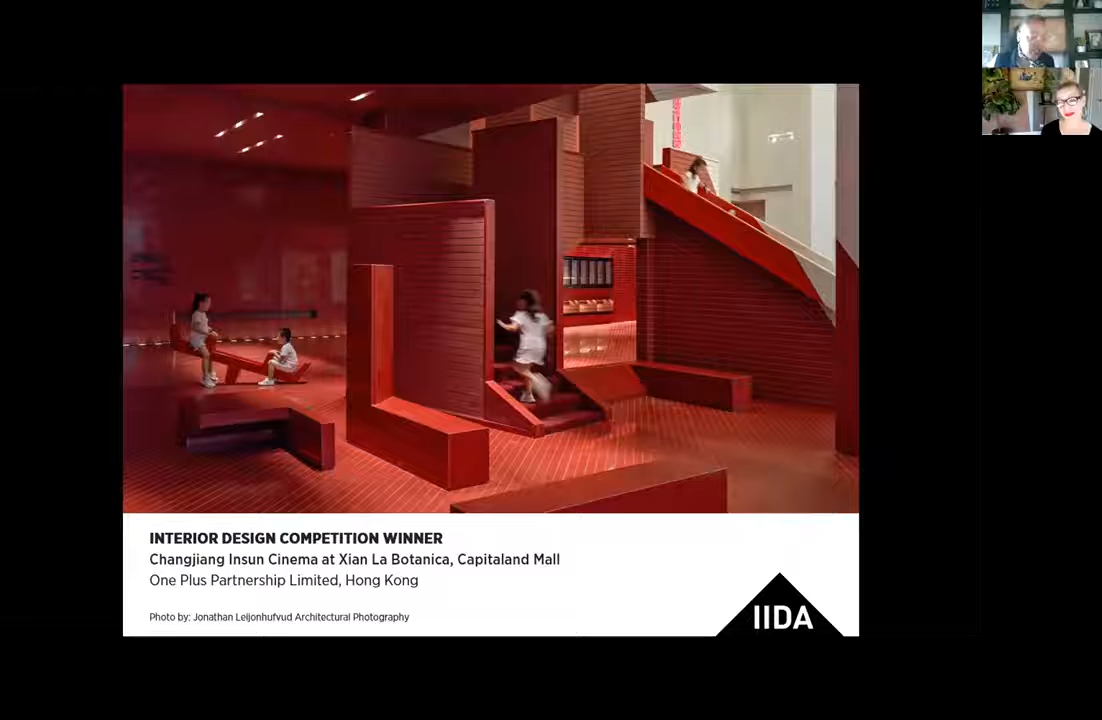 INTERIOR DESIGN COMPETITION WINNER
Changjiang Insun Cinema at Xian La Botanica, Capitaland Mall
One Plus Partnership Limited, Hong Kong
Photo by: Jonathan Leijonhufvud Architectural Photography
IIDA